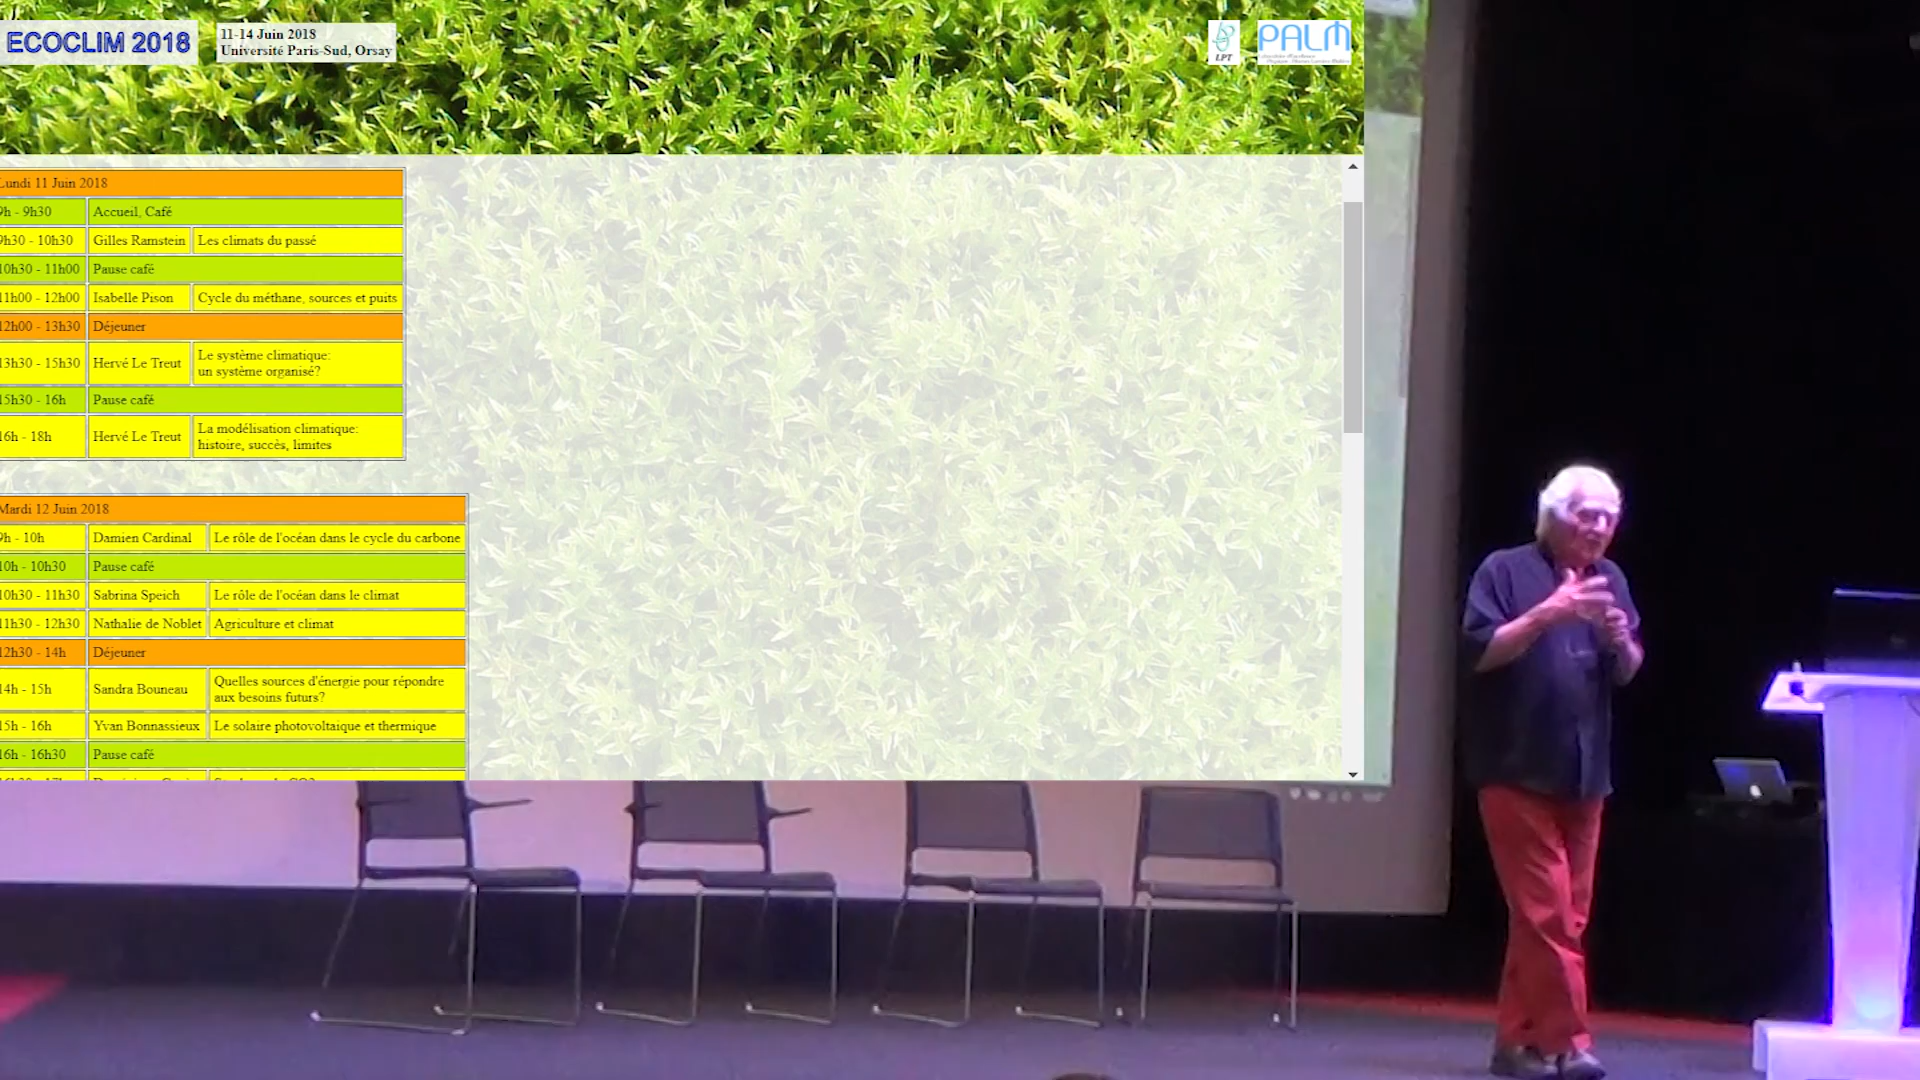 ECOCLIM 2018
11-14 Juin 2018
Université Paris-Sud, Orsay
LPT
PALM
Lundi 11 Juin 2018
9h - 9h30 Accueil, Café
9h30 - 10h30 Gilles Ramstein Les climats du passé
10h30 - 11h00 Pause café
11h00 - 12h00 Isabelle Pison Cycle du méthane, sources et puits
12h00 - 13h30 Déjeuner
13h30 - 15h30 Hervé Le Treut Le système climatique:
un système organisé?
15h30 - 16h Pause café
16h - 18h Hervé Le Treut La modélisation climatique:
histoire, succès, limites
Mardi 12 Juin 2018
9h - 10h Damien Cardinal Le rôle de l'océan dans le cycle du carbone
10h - 10h30 Pause café
10h30 - 11h30 Sabrina Speich Le rôle de l'océan dans le climat
11h30 - 12h30 Nathalie de Noblet Agriculture et climat
12h30 - 14h Déjeuner
14h - 15h Sandra Bouneau Quelles sources d'énergie pour répondre
aux besoins futurs?
15h - 16h Yvan Bonnassieux Le solaire photovoltaique et thermique
16h - 16h30 Pause café